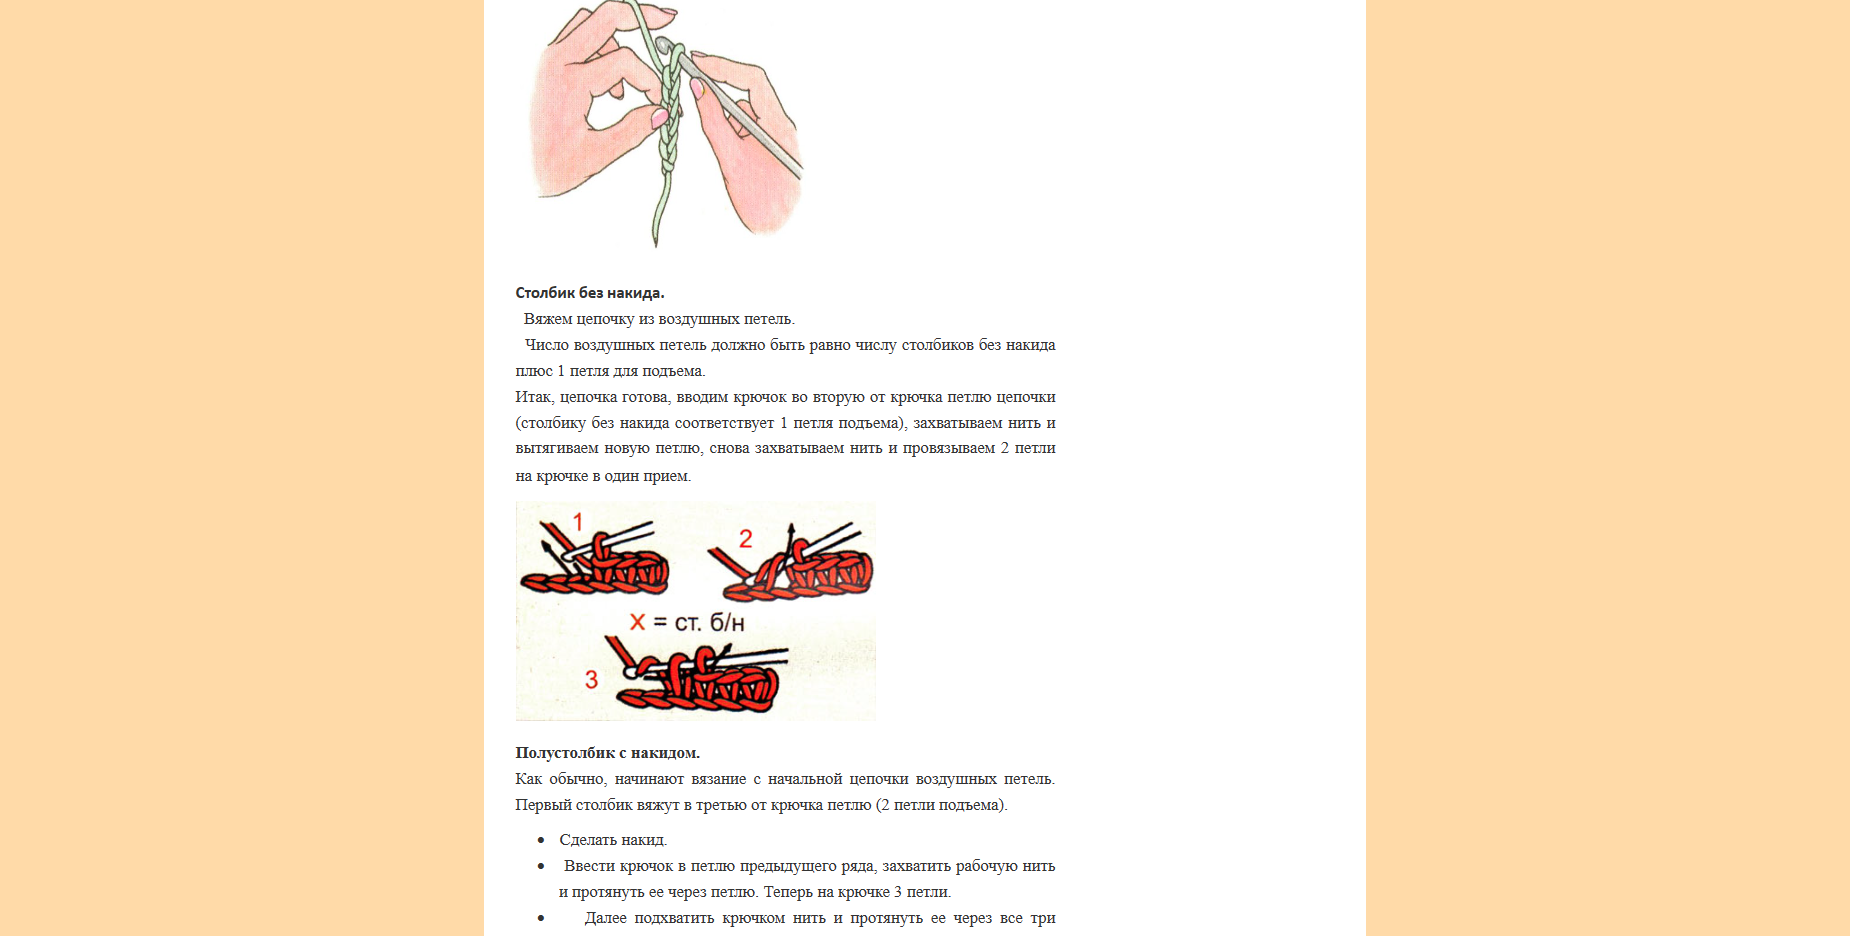 Столбик без накида.
Вяжем цепочку из воздушных петель.
Число воздушных петель должно быть равно числу столбиков без накида
плюс 1 петля для подъема.
Итак, цепочка готова, вводим крючок во вторую от крючка петлю цепочки
(столбику без накида соответствует 1 петля подъема), захватываем нить и
вытягиваем новую петлю, снова захватываем нить и провязываем 2 петли
на крючке в один прием.
1
2
X = ст. б/н
3
Полустолбик с накидом.
Как обычно, начинают вязание с начальной цепочки воздушных петель.
Первый столбик вяжут в третью от крючка петлю (2 петли подъема).
• Сделать накид.
• Ввести крючок в петлю предыдущего ряда, захватить рабочую нить
и протянуть ее через петлю. Теперь на крючке 3 петли.
• Далее подхватить крючком нить и протянуть ее через все три